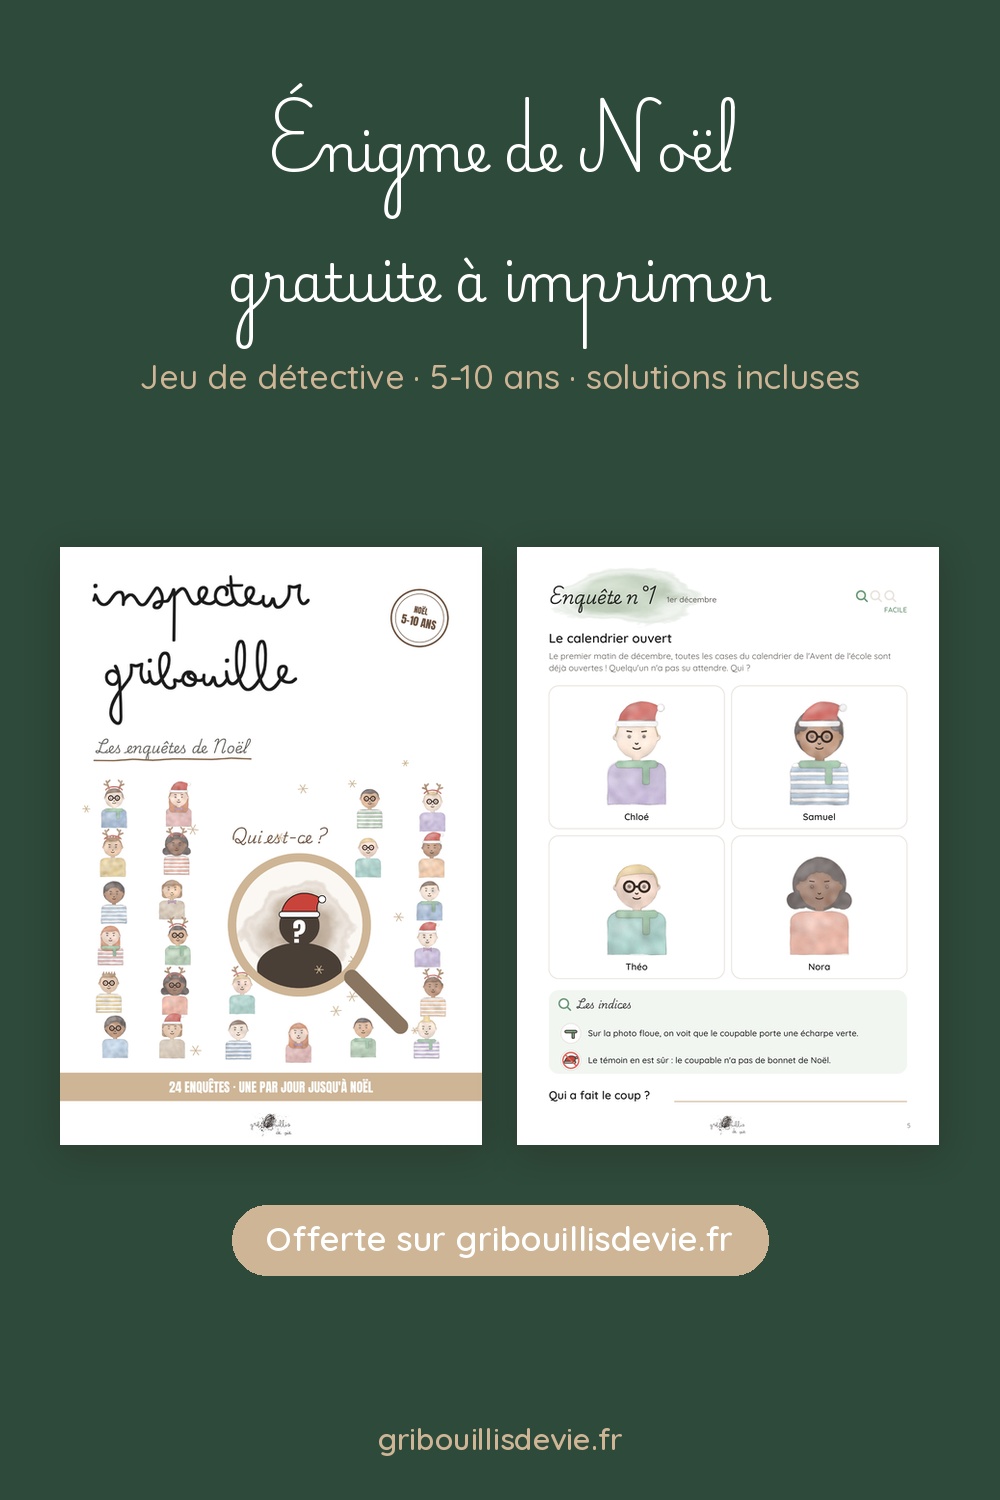 Énigme de Noël
gratuite à imprimer
Jeu de détective · 5-10 ans · solutions incluses
inspecteur
gribouille
NOËL
5-10 ANS
Les enquêtes de Noël
Qui est-ce ?
?
24 ENQUÊTES · UNE PAR JOUR JUSQU'À NOËL
Enquête n°1
1er décembre
FACILE
Le calendrier ouvert
Le premier matin de décembre, toutes les cases du calendrier de l'Avent de l'école sont
déjà ouvertes ! Quelqu'un n'a pas su attendre. Qui ?
Chloé
Samuel
Théo
Nora
Les indices
Sur la photo floue, on voit que le coupable porte une écharpe verte.
Le témoin en est sûr : le coupable n'a pas de bonnet de Noël.
Qui a fait le coup ?
5
Offerte sur gribouillisdevie.fr
gribouillisdevie.fr